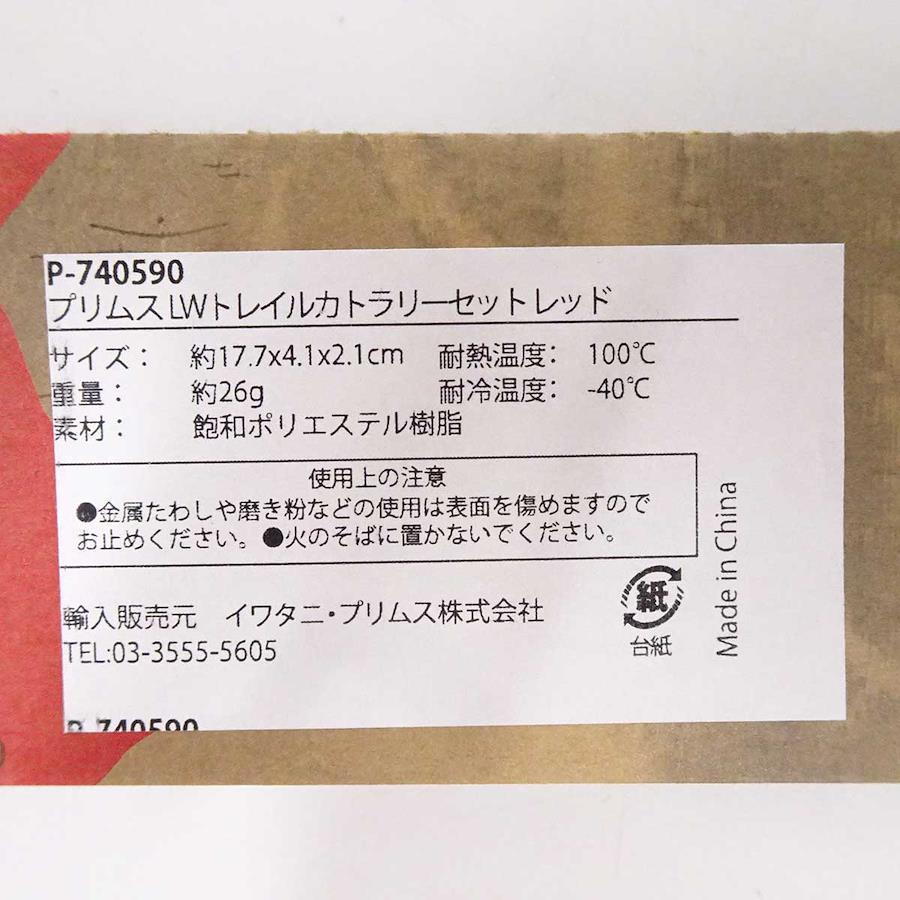 P-740590
プリムスLWトレイルカトラリーセットレッド
サイズ： 約17.7x4.1x2.1cm 耐熱温度： 100℃
重量： 約26g 耐冷温度： -40℃
素材： 飽和ポリエステル樹脂
使用上の注意
●金属たわしや磨き粉などの使用は表面を傷めますので
お止めください。●火のそばに置かないでください。
輸入販売元 イワタニ・プリムス株式会社
TEL:03-3555-5605
紙
台紙
Made in China
P-740590